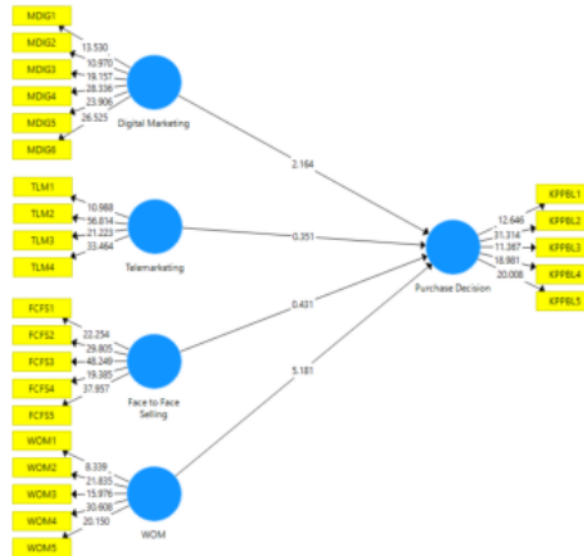 MDIG1
MDIG2
MDIG3
MDIG4
MDIG5
MDIG6
13.530
10.970
19.157
28.336
23.906
26.525
Digital Marketing
2.164
TLM1
TLM2
TLM3
TLM4
10.988
56.814
21.223
33.464
Telemarketing
0.351
KPPBL1
KPPBL2
KPPBL3
KPPBL4
KPPBL5
12.646
31.314
11.367
18.981
20.008
Purchase Decision
FCFS1
FCFS2
FCFS3
FCFS4
FCFS5
22.254
29.805
48.249
19.385
37.957
Face to Face
Selling
0.431
WOM1
WOM2
WOM3
WOM4
WOM5
8.339
21.835
15.976
30.608
20.150
WOM
5.181